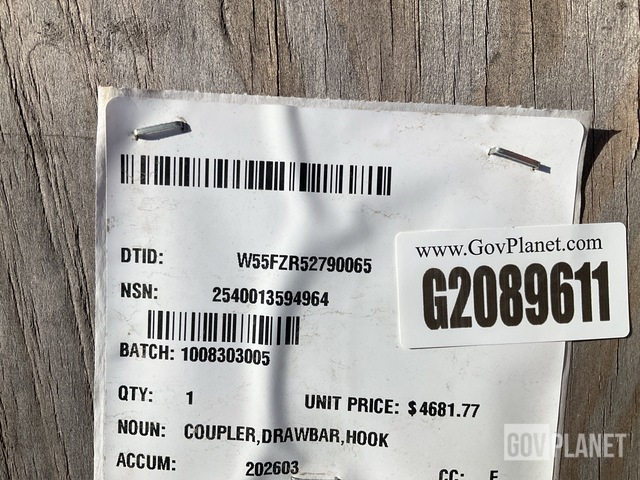 DTID: W55FZR52790065
www.GovPlanet.com
G2089611
NSN: 2540013594964
BATCH: 1008303005
QTY: 1 UNIT PRICE: $4681.77
NOUN: COUPLER,DRAWBAR,HOOK
ACCUM: 202603
CC:
GOVPLANET